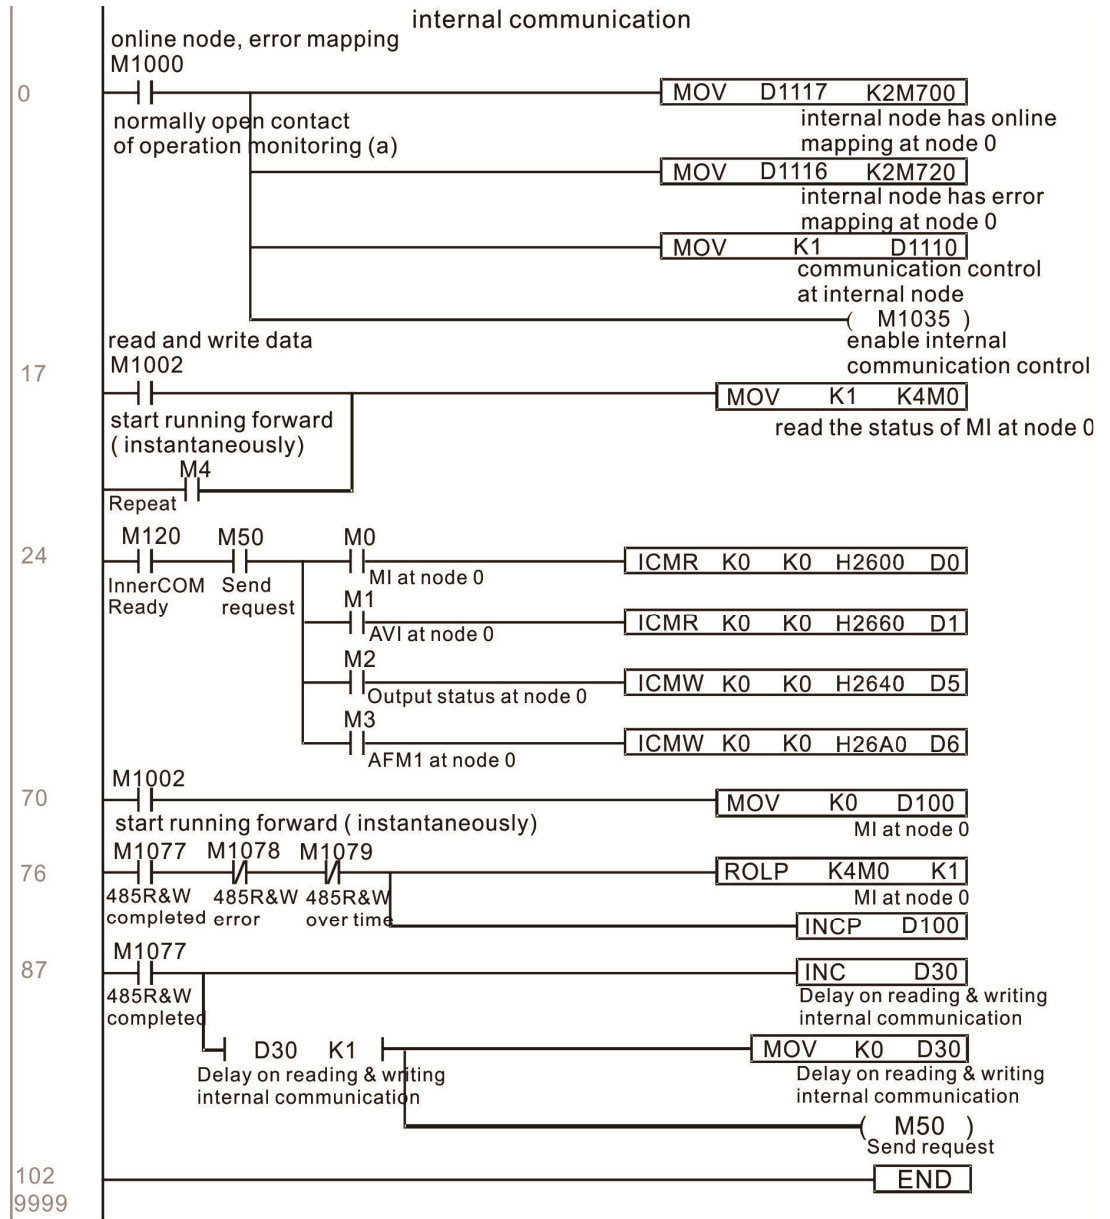 internal communication
online node, error mapping
M1000
0
MOV D1117 K2M700
normally open contact
of operation monitoring (a)
internal node has online
mapping at node 0
MOV D1116 K2M720
internal node has error
mapping at node 0
MOV K1 D1110
communication control
at internal node
( M1035 )
enable internal
communication control
read and write data
M1002
17
MOV K1 K4M0
start running forward
( instantaneously)
read the status of MI at node 0
M4
Repeat
M120 M50 M0
24
ICMR K0 K0 H2600 D0
InnerCOM
Ready
Send
request
MI at node 0
M1
ICMR K0 K0 H2660 D1
AVI at node 0
M2
ICMW K0 K0 H2640 D5
Output status at node 0
M3
ICMW K0 K0 H26A0 D6
AFM1 at node 0
M1002
70
MOV K0 D100
start running forward ( instantaneously)
MI at node 0
M1077 M1078 M1079
76
ROLP K4M0 K1
485R&W
completed
485R&W
error
485R&W
over time
MI at node 0
INCP D100
M1077
87
INC D30
485R&W
completed
Delay on reading & writing
internal communication
D30 K1
MOV K0 D30
Delay on reading & writing
internal communication
Delay on reading & writing
internal communication
( M50 )
Send request
102
END
9999